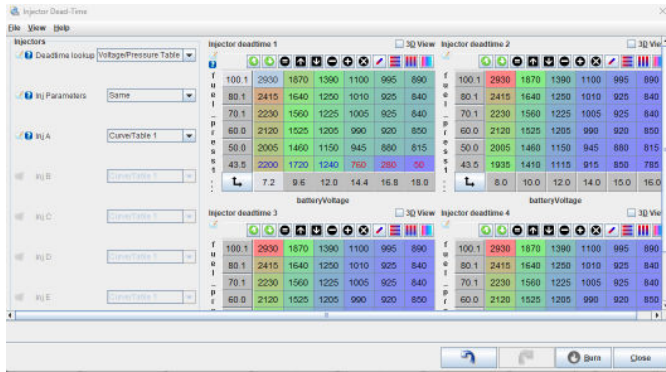 Injector Dead-Time
File View Help
Injectors
Deadtime lookup Voltage/Pressure Table
Inj Parameters Same
Inj A Curve/Table 1
Inj B Curve/Table 1
Inj C Curve/Table 1
Inj D Curve/Table 1
Inj E Curve/Table 1
Injector deadtime 1 3D View
fuel_press1
100.1 2930 1870 1390 1100 995 890
80.1 2415 1640 1250 1010 925 840
70.1 2230 1560 1225 1005 925 840
60.0 2120 1525 1205 990 920 850
50.0 2005 1460 1150 945 880 815
43.5 2200 1720 1240 760 280 50
7.2 9.6 12.0 14.4 16.8 18.0
batteryVoltage
Injector deadtime 2 3D Vie
fuel_press1
100.1 2930 1870 1390 1100 995 890
80.1 2415 1640 1250 1010 925 840
70.1 2230 1560 1225 1005 925 840
60.0 2120 1525 1205 990 920 850
50.0 2005 1460 1150 945 880 815
43.5 1935 1410 1115 915 850 785
8.0 10.0 12.0 14.0 15.0 16.0
batteryVoltage
Injector deadtime 3 3D View
fuel_pr
100.1 2930 1870 1390 1100 995 890
80.1 2415 1640 1250 1010 925 840
70.1 2230 1560 1225 1005 925 840
60.0 2120 1525 1205 990 920 850
Injector deadtime 4 3D Vie
fuel_pr
100.1 2930 1870 1390 1100 995 890
80.1 2415 1640 1250 1010 925 840
70.1 2230 1560 1225 1005 925 840
60.0 2120 1525 1205 990 920 850
Burn Close